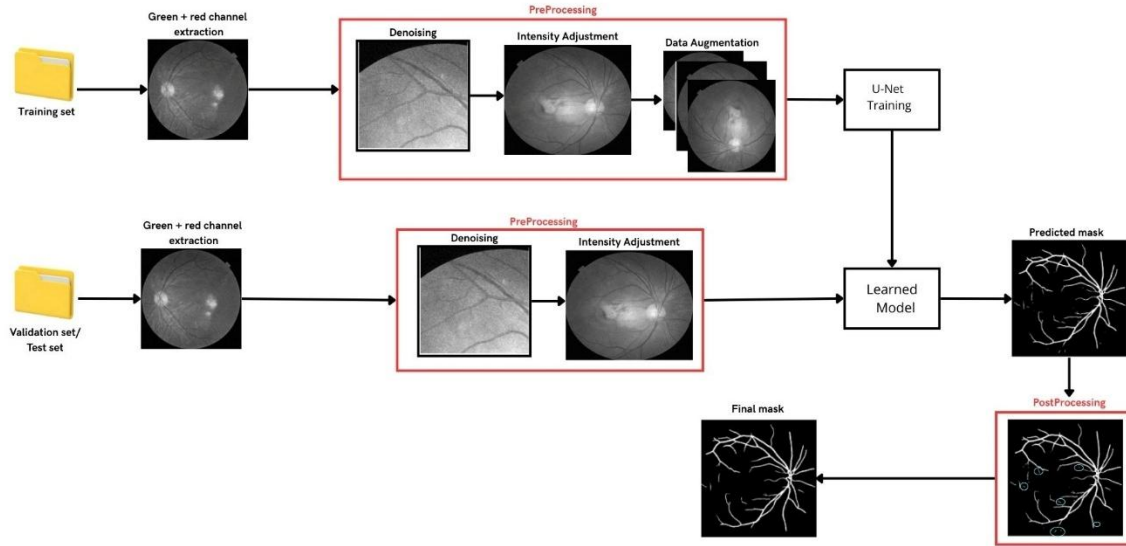 PreProcessing
Green + red channel
extraction
Denoising
Intensity Adjustment
Data Augmentation
Training set
U-Net
Training
Green + red channel
extraction
PreProcessing
Denoising
Intensity Adjustment
Validation set/
Test set
Learned
Model
Predicted mask
PostProcessing
Final mask